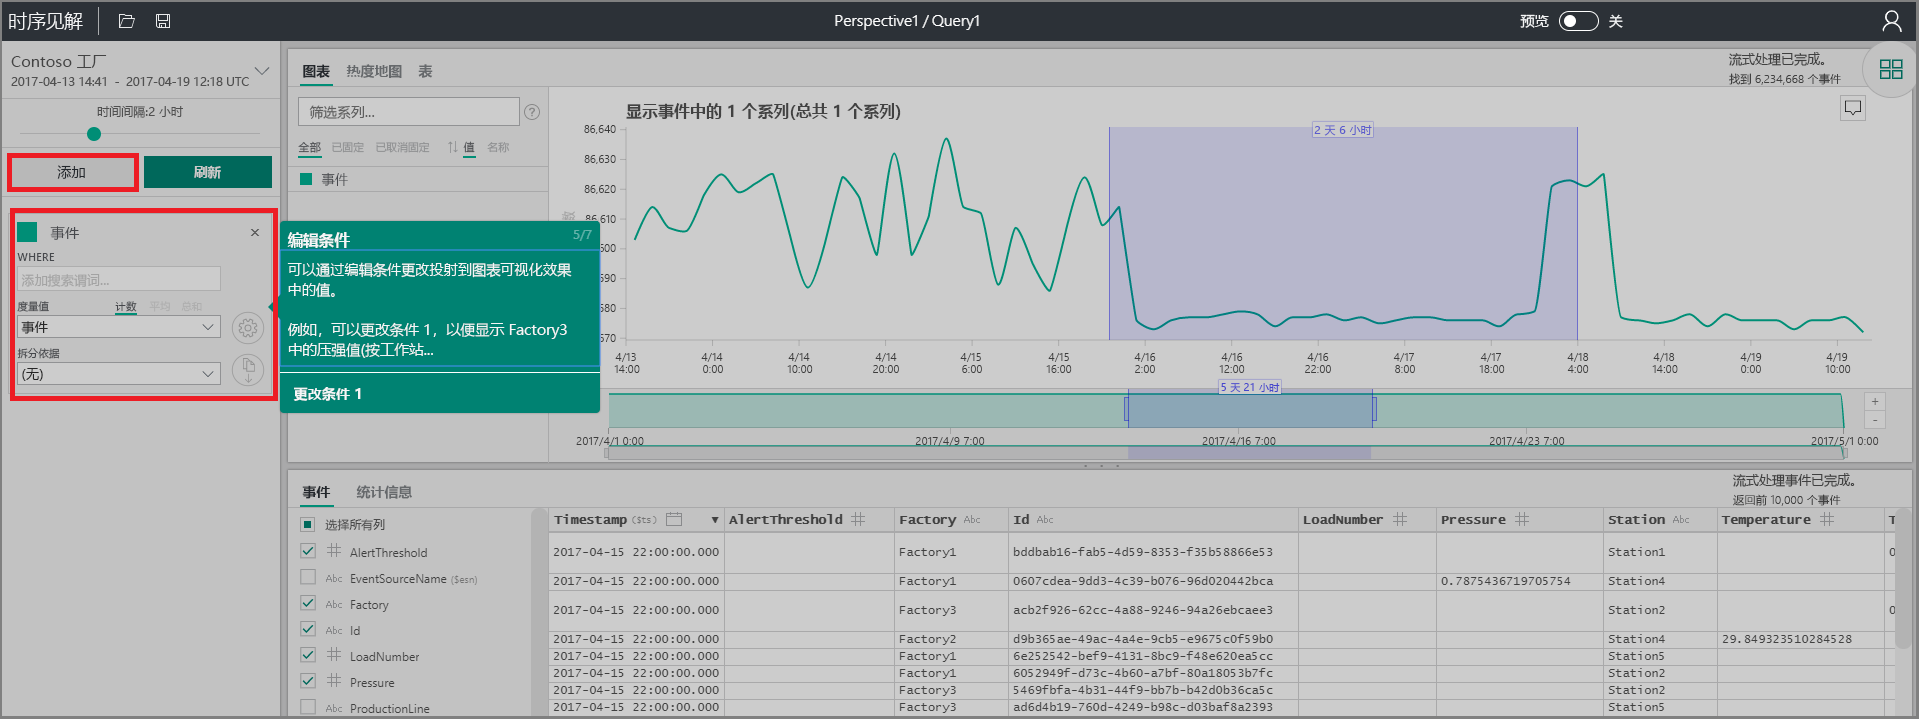 时序见解
Perspective1 / Query1
预览 关
Contoso 工厂
2017-04-13 14:41 - 2017-04-19 12:18 UTC
时间间隔:2 小时
添加
刷新
事件
×
WHERE
添加搜索谓词...
度量值 计数 平均 总和
事件
拆分依据
(无)
编辑条件 5/7
可以通过编辑条件更改投射到图表可视化效果
中的值。
例如，可以更改条件 1，以便显示 Factory3
中的压强值(按工作站...
更改条件 1
图表 热度地图 表
流式处理已完成。
找到 6,234,668 个事件
筛选系列...
?
全部 已固定 已取消固定 值 名称
事件
显示事件中的 1 个系列(总共 1 个系列)
2 天 6 小时
86,640
86,630
86,620
86,610
600
590
580
570
4/13 4/14 4/14 4/14 4/15 4/15 4/16 4/16 4/16 4/17 4/17 4/18 4/18 4/19 4/19
14:00 0:00 10:00 20:00 6:00 16:00 2:00 12:00 22:00 8:00 18:00 4:00 14:00 0:00 10:00
5 天 21 小时
+
-
2017/4/1 0:00 2017/4/9 7:00 2017/4/16 7:00 2017/4/23 7:00 2017/5/1 0:00
事件 统计信息
流式处理事件已完成。
返回前 10,000 个事件
选择所有列
AlertThreshold
Abc EventSourceName ($esn)
Abc Factory
Abc Id
LoadNumber
Pressure
Abc ProductionLine
Timestamp ($ts) AlertThreshold Factory Abc Id Abc LoadNumber Pressure Station Abc Temperature T
2017-04-15 22:00:00.000 Factory1 bddbab16-fab5-4d59-8353-f35b58866e53 Station1 0
2017-04-15 22:00:00.000 Factory1 0607cdea-9dd3-4c39-b076-96d020442bca 0.7875436719705754 Station4
2017-04-15 22:00:00.000 Factory3 acb2f926-62cc-4a88-9246-94a26ebcaee3 Station2 0
2017-04-15 22:00:00.000 Factory2 d9b365ae-49ac-4a4e-9cb5-e9675c0f59b0 Station4 29.849323510284528
2017-04-15 22:00:00.000 Factory1 6e252542-bef9-4131-8bc9-f48e620ea5cc Station5
2017-04-15 22:00:00.000 Factory1 6052949f-d73c-4b60-a7bf-80a18053b7fc Station2
2017-04-15 22:00:00.000 Factory3 5469fbfa-4b31-44f9-bb7b-b42d0b36ca5c Station2
2017-04-15 22:00:00.000 Factory3 ad6d4b19-760d-4249-b98c-d03baf8a2393 Station5